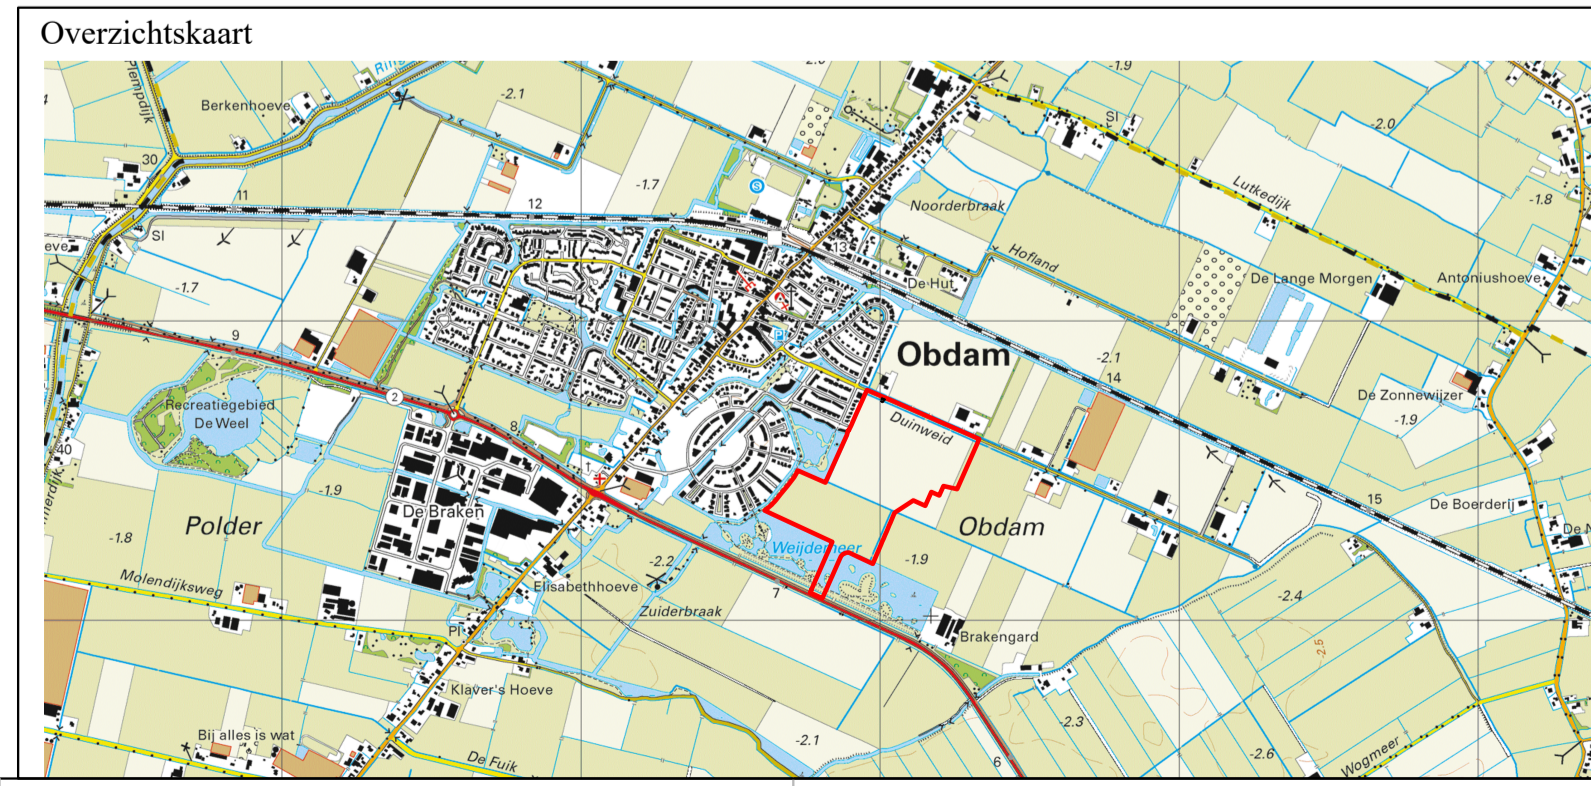 Overzichtskaart
Plempdijk
Berkenhoeve
-2.1
-1.9
SI
-2.0
30
11
12
-1.7
Noorderbraak
Lutkedijk
-1.8
SI
13
Hofland
De Hut
De Lange Morgen
Antoniushoeve
-1.7
9
P
Obdam
-2.1
14
2
Recreatiegebied
De Weel
8
Duinweid
De Zonnewijzer
-1.9
40
-1.9
De Braken
Polder
Obdam
15
De Boerderij
-1.8
Weijdemeer
-1.9
-2.2
Molendijksweg
Elisabethhoeve
7
Zuiderbraak
-2.4
PI
Brakengard
-2.5
Klaver's Hoeve
-2.3
Bij alles is wat
-2.1
De Fuik
6
-2.6
Wogmeer